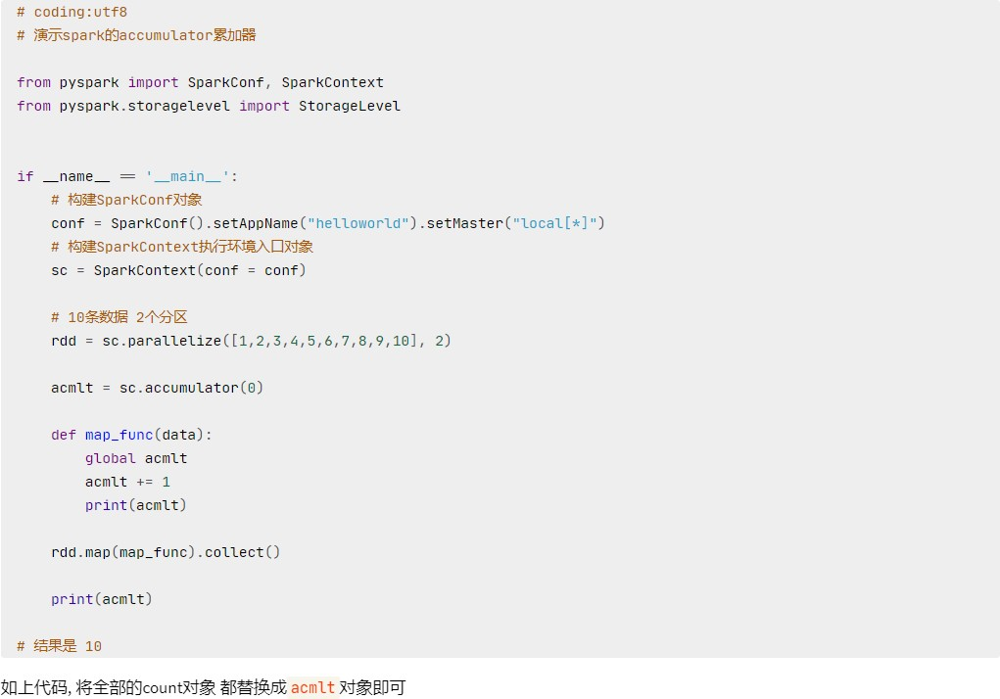 # coding:utf8
# 演示spark的accumulator累加器
from pyspark import SparkConf, SparkContext
from pyspark.storagelevel import StorageLevel
if __name__ == '__main__':
# 构建SparkConf对象
conf = SparkConf().setAppName("helloworld").setMaster("local[*]")
# 构建SparkContext执行环境入口对象
sc = SparkContext(conf = conf)
# 10条数据 2个分区
rdd = sc.parallelize([1,2,3,4,5,6,7,8,9,10], 2)
acmlt = sc.accumulator(0)
def map_func(data):
global acmlt
acmlt += 1
print(acmlt)
rdd.map(map_func).collect()
print(acmlt)
# 结果是 10
如上代码, 将全部的count对象 都替换成 acmlt 对象即可